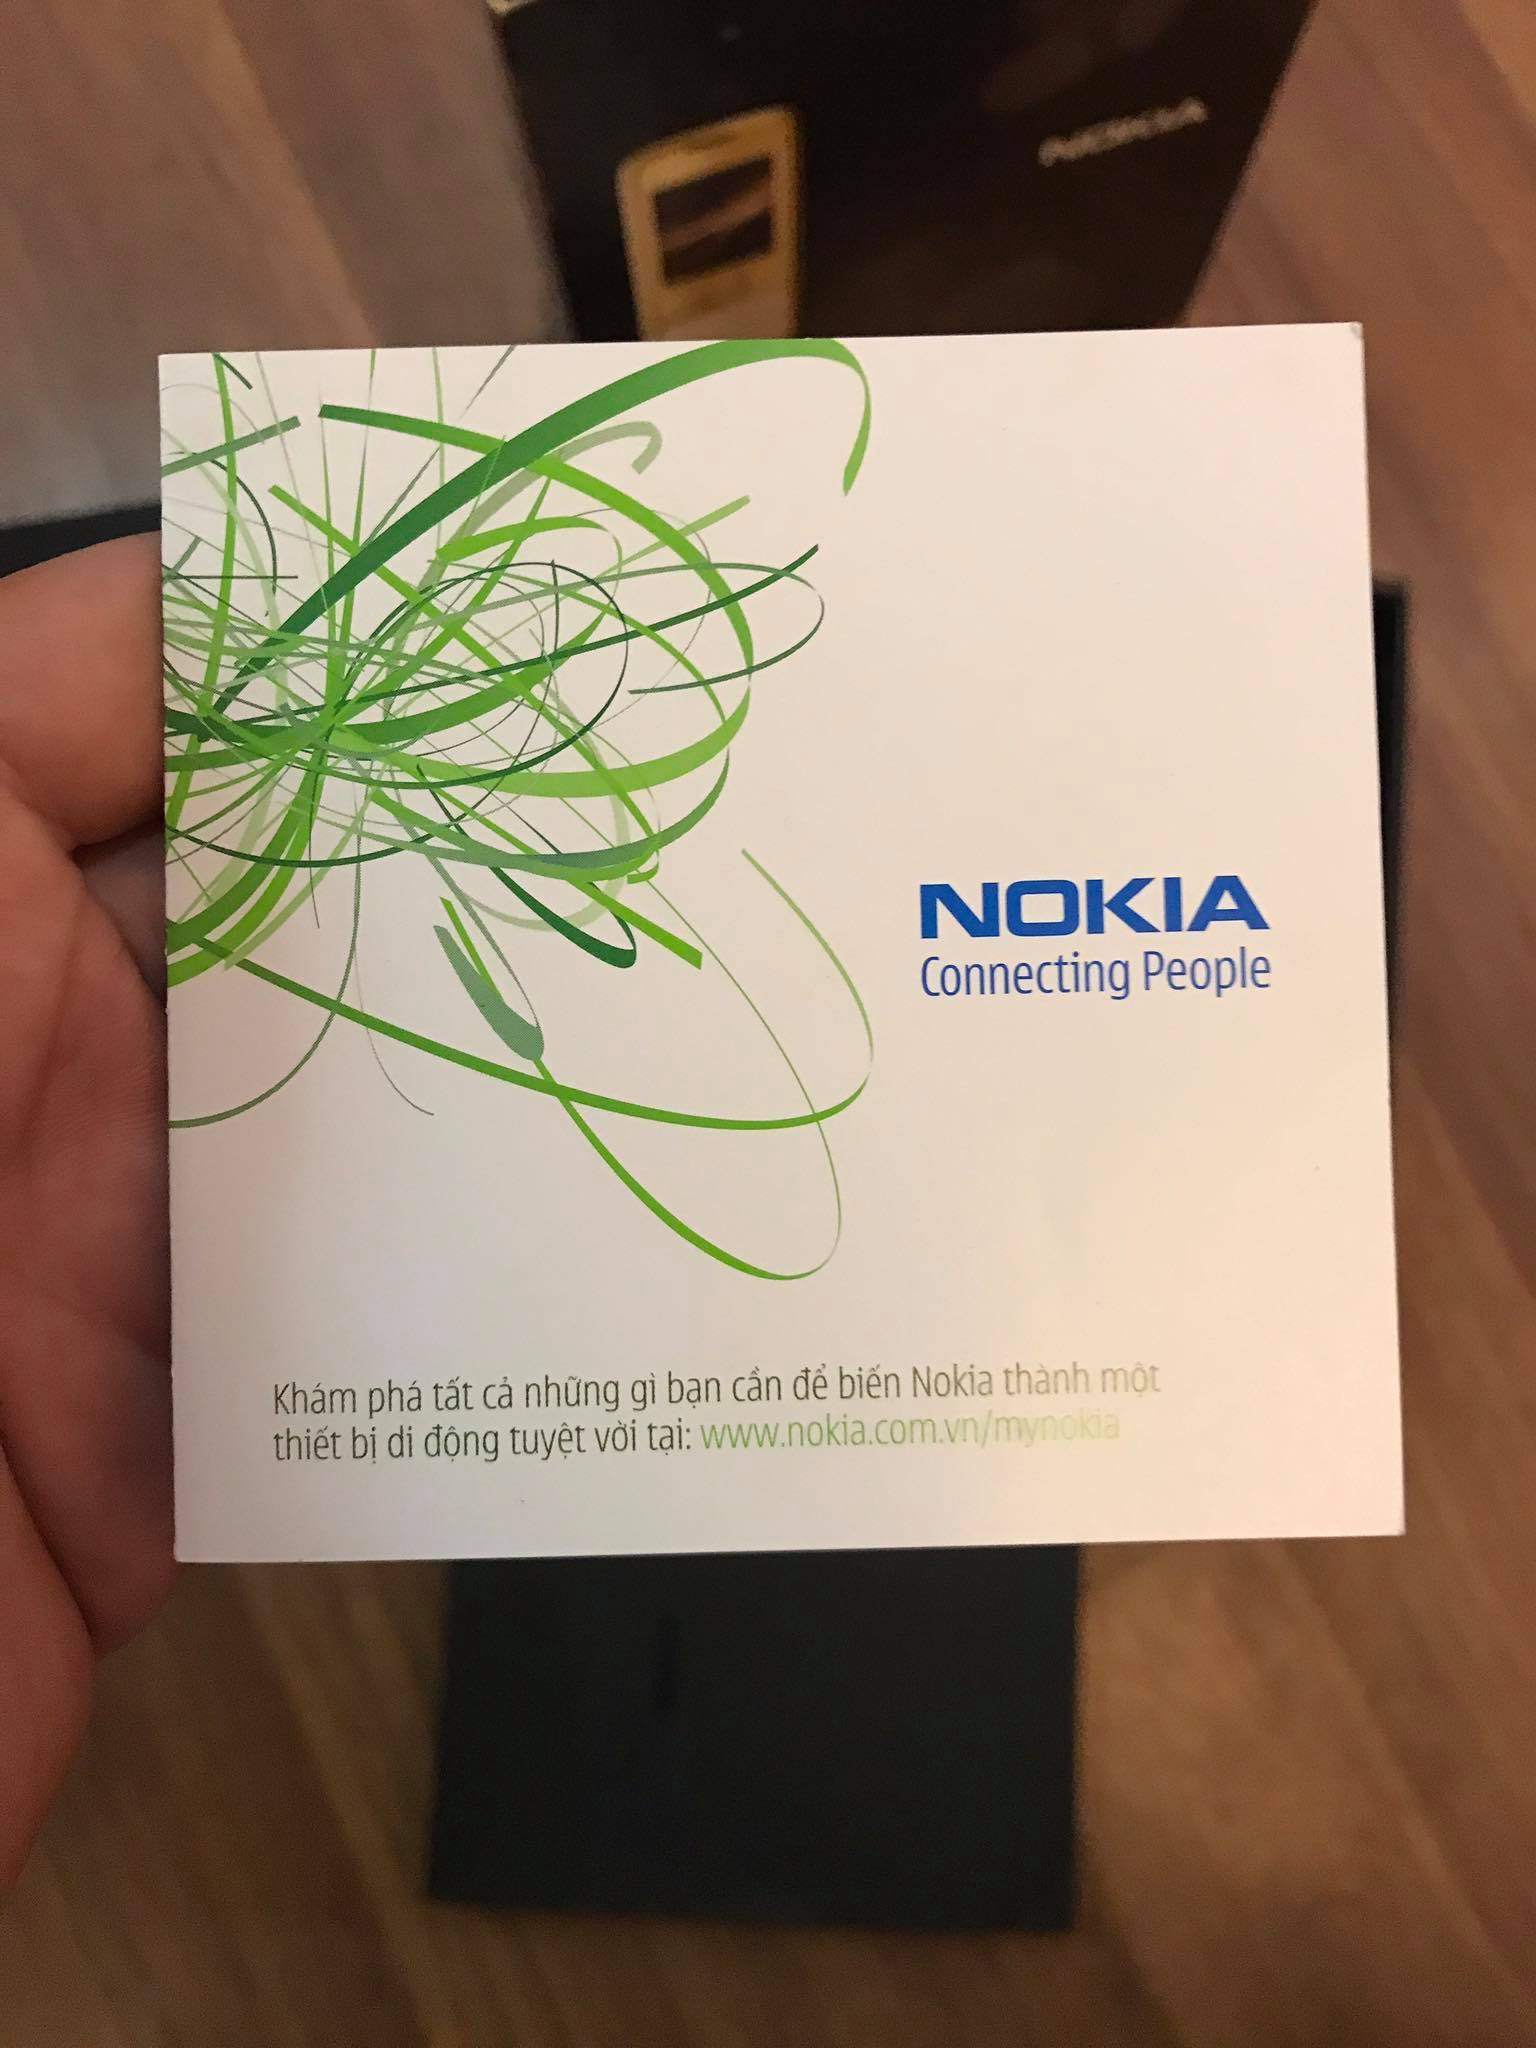 NOKIA
NOKIA
Connecting People
Khám phá tất cả những gì bạn cần để biến Nokia thành một
thiết bị di động tuyệt vời tại: www.nokia.com.vn/mynokia